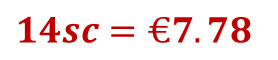 14sc = €7.78